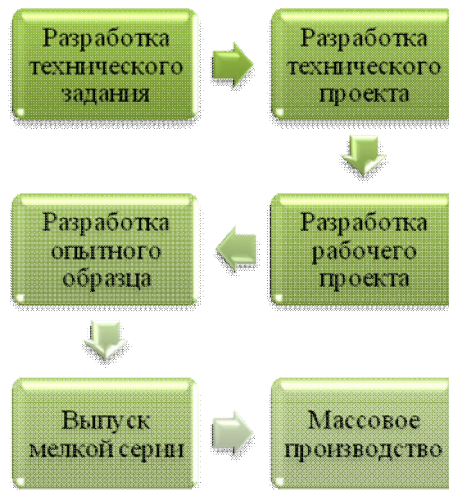 Разработка
технического
задания
Разработка
технического
проекта
Разработка
рабочего
проекта
Разработка
опытного
образца
Выпуск
мелкой серии
Массовое
производство